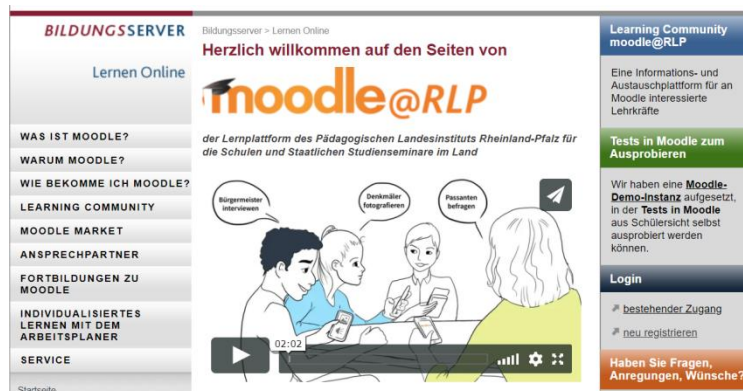 BILDUNGSSERVER
Lernen Online
WAS IST MOODLE?
WARUM MOODLE?
WIE BEKOMME ICH MOODLE?
LEARNING COMMUNITY
MOODLE MARKET
ANSPRECHPARTNER
FORTBILDUNGEN ZU
MOODLE
INDIVIDUALISIERTES
LERNEN MIT DEM
ARBEITSPLANER
SERVICE
Startseite
Bildungsserver > Lernen Online
Herzlich willkommen auf den Seiten von
moodle@RLP
der Lernplattform des Pädagogischen Landesinstituts Rheinland-Pfalz für
die Schulen und Staatlichen Studienseminare im Land
Bürgermeister
interviewen
Denkmäler
fotografieren
Passanten
befragen
02:02
Learning Community
moodle@RLP
Eine Informations- und
Austauschplattform für an
Moodle interessierte
Lehrkräfte
Tests in Moodle zum
Ausprobieren
Wir haben eine Moodle-
Demo-Instanz aufgesetzt,
in der Tests in Moodle
aus Schülersicht selbst
ausprobiert werden
können.
Login
bestehender Zugang
neu registrieren
Haben Sie Fragen,
Anregungen, Wünsche?